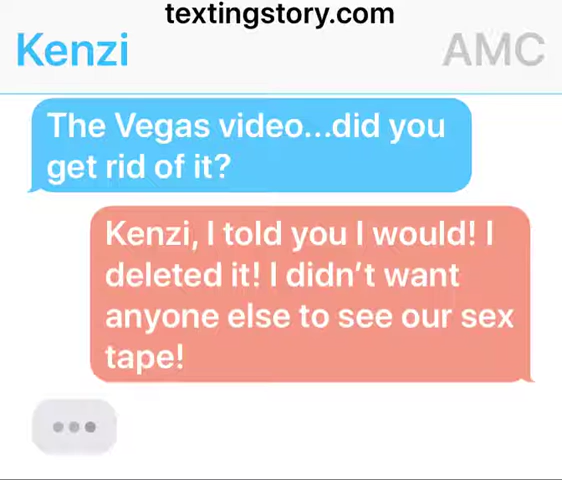 textingstory.com
Kenzi
AMC
The Vegas video...did you
get rid of it?
Kenzi, I told you I would! I
deleted it! I didn’t want
anyone else to see our sex
tape!